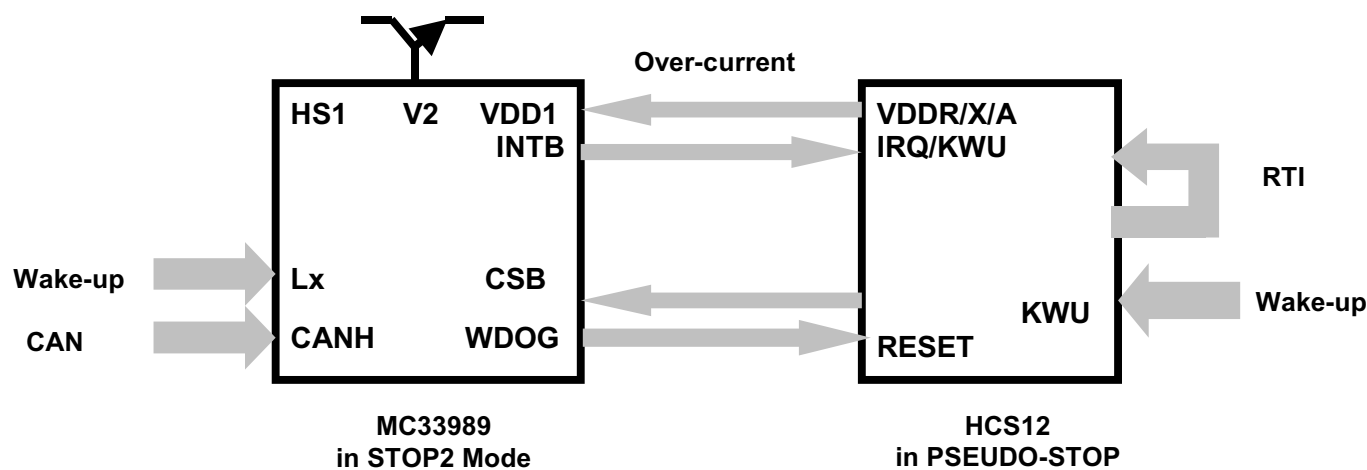 Over-current
HS1 V2 VDD1
INTB
VDDR/X/A
IRQ/KWU
RTI
Wake-up
Lx
CSB
KWU
Wake-up
CAN
CANH
WDOG
RESET
MC33989
in STOP2 Mode
HCS12
in PSEUDO-STOP